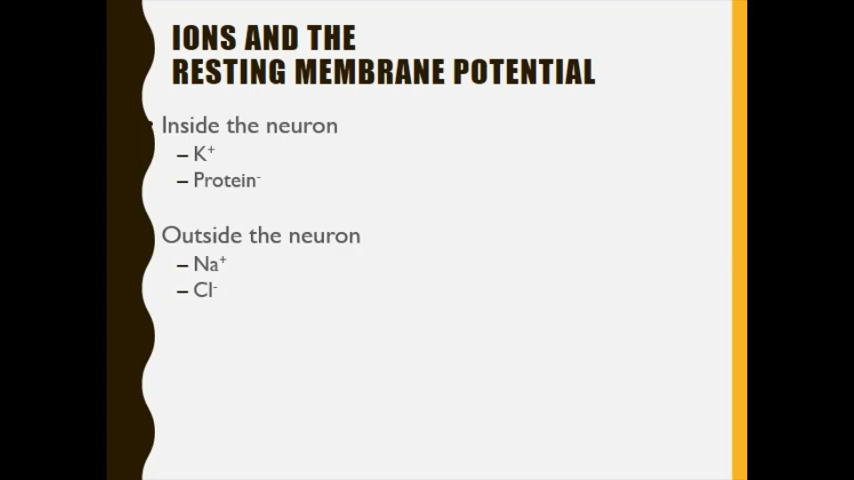 IONS AND THE
RESTING MEMBRANE POTENTIAL
• Inside the neuron
– K⁺
– Protein⁻
Outside the neuron
– Na⁺
– Cl⁻